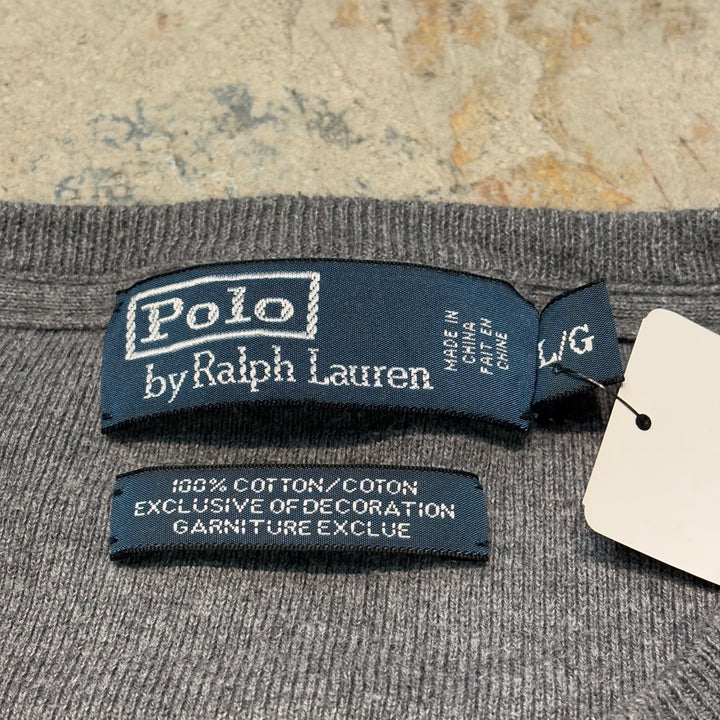 Polo
by Ralph Lauren
MADE IN
CHINA
FAIT EN
CHINE
L/G
100% COTTON/COTON
EXCLUSIVE OF DECORATION
GARNITURE EXCLUE